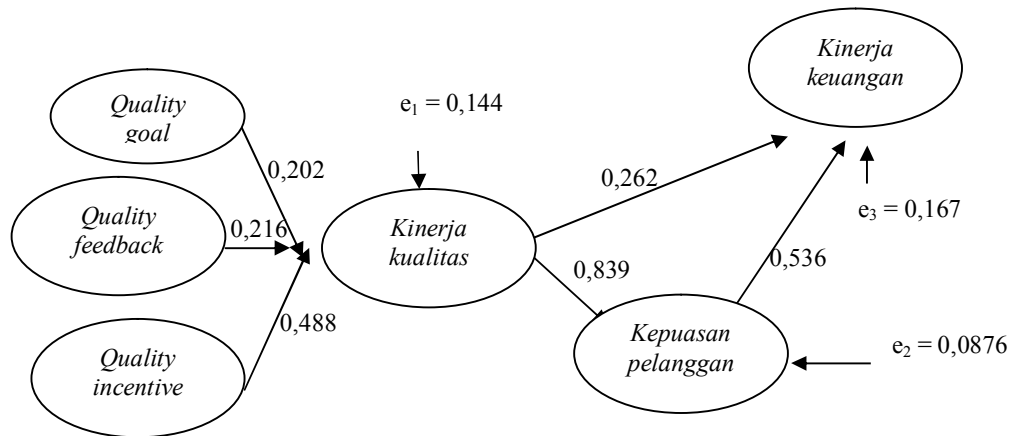 Kinerja
keuangan
Quality
goal
e₁ = 0,144
0,202
0,262
Quality
feedback
0,216
Kinerja
kualitas
e₃ = 0,167
0,839
0,536
0,488
Quality
incentive
Kepuasan
pelanggan
e₂ = 0,0876